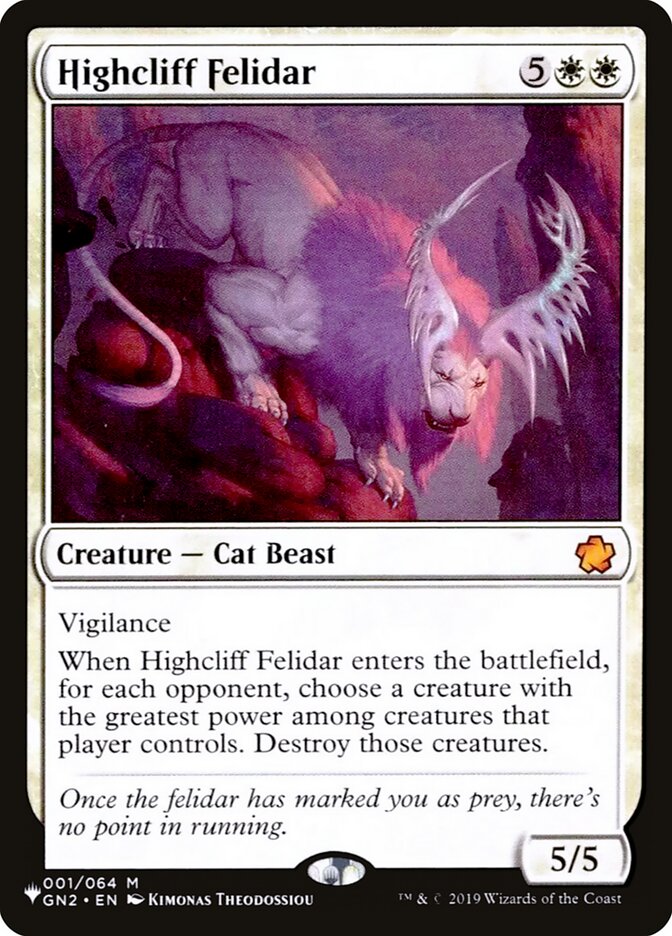 Highcliff Felidar 5
Creature — Cat Beast
Vigilance
When Highcliff Felidar enters the battlefield,
for each opponent, choose a creature with
the greatest power among creatures that
player controls. Destroy those creatures.
Once the felidar has marked you as prey, there's
no point in running.
5/5
001/064 M
GN2 • EN Kimonas Theodossiou
™ & © 2019 Wizards of the Coast